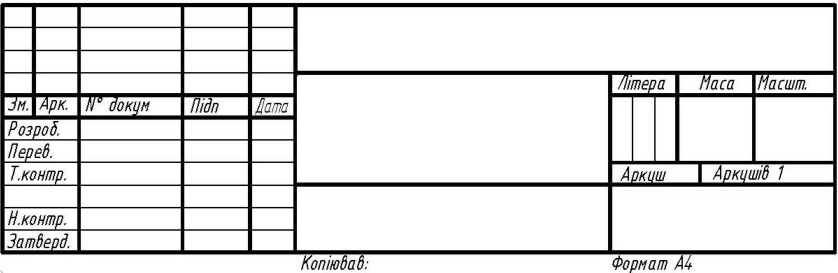 Літера Маса Масшт.
Зм. Арк. N° докум Підп Дата
Розроб.
Перев.
Т.контр. Аркуш Аркушів 1
Н.контр.
Затверд.
Копіював: Формат А4